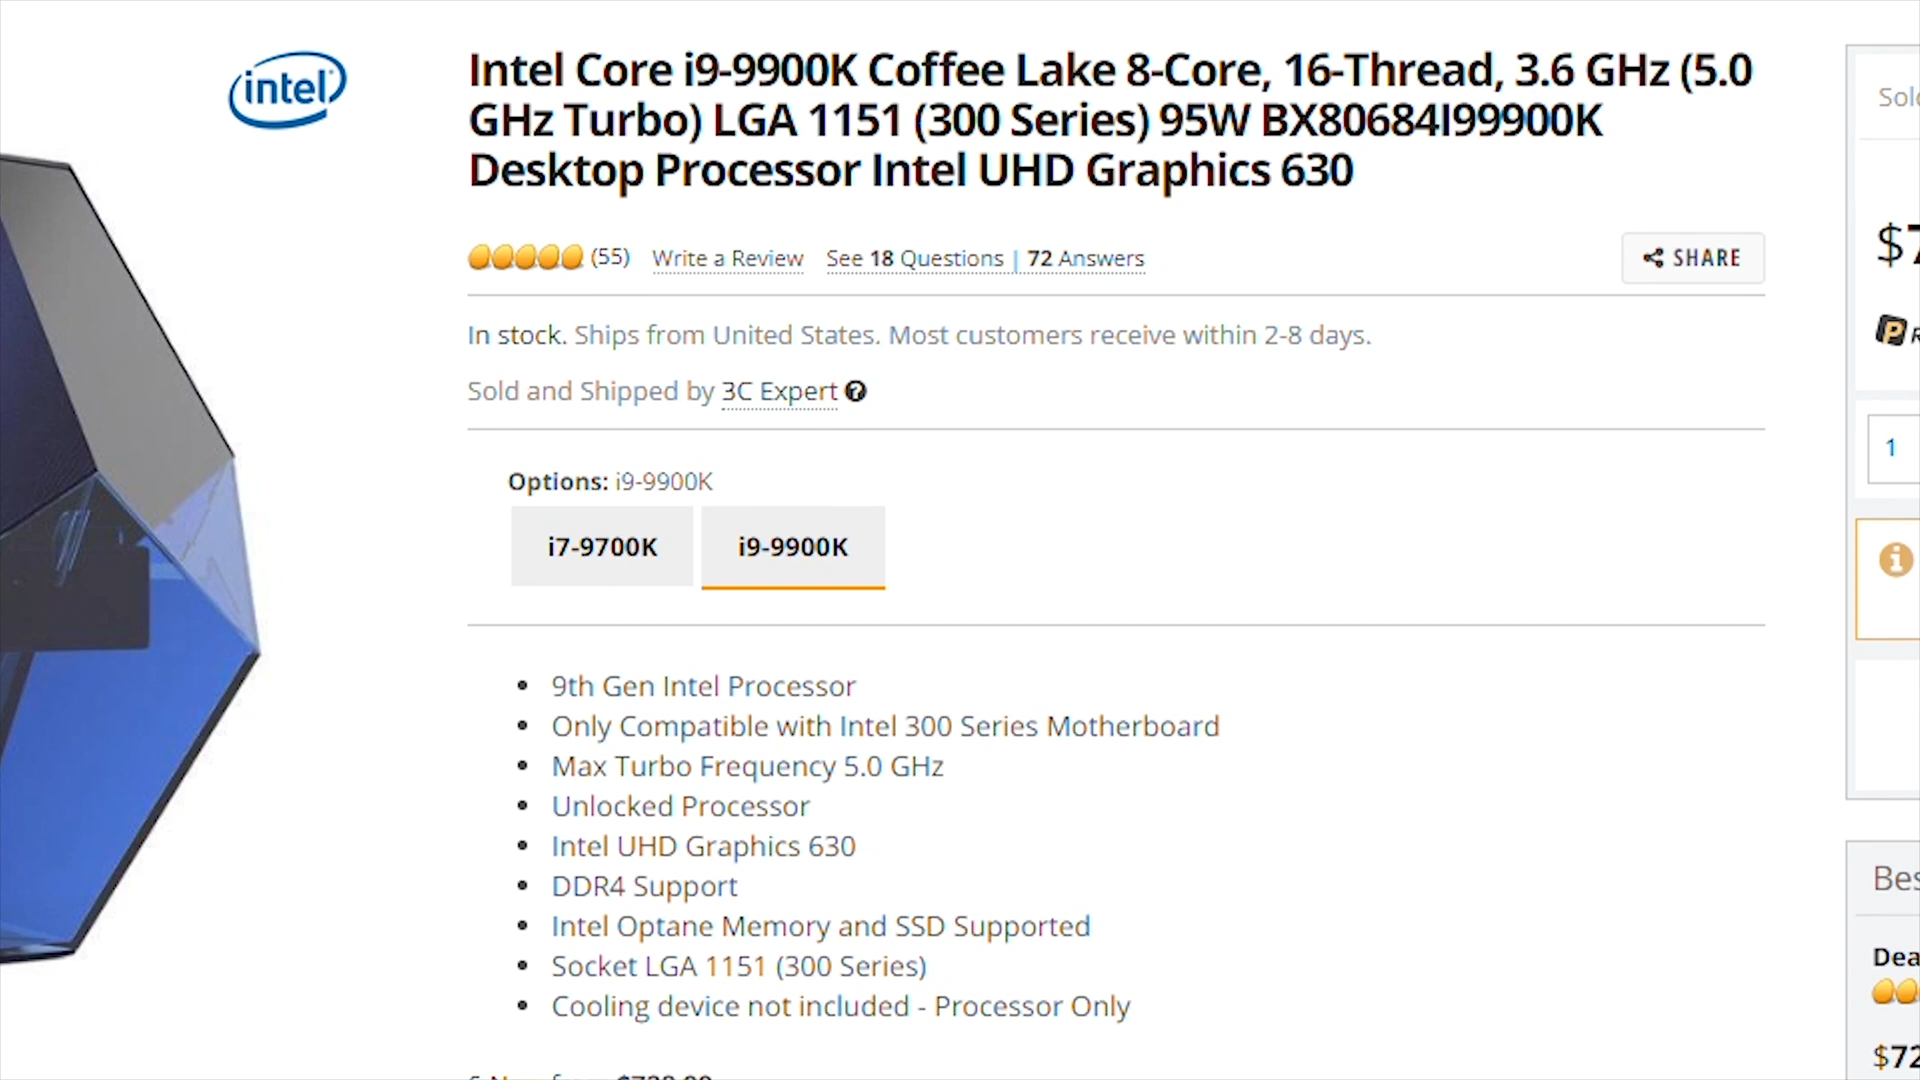 intel
Intel Core i9-9900K Coffee Lake 8-Core, 16-Thread, 3.6 GHz (5.0
GHz Turbo) LGA 1151 (300 Series) 95W BX80684I99900K
Desktop Processor Intel UHD Graphics 630
(55) Write a Review See 18 Questions | 72 Answers
SHARE
In stock. Ships from United States. Most customers receive within 2-8 days.
Sold and Shipped by 3C Expert
Options: i9-9900K
i7-9700K
i9-9900K
• 9th Gen Intel Processor
• Only Compatible with Intel 300 Series Motherboard
• Max Turbo Frequency 5.0 GHz
• Unlocked Processor
• Intel UHD Graphics 630
• DDR4 Support
• Intel Optane Memory and SSD Supported
• Socket LGA 1151 (300 Series)
• Cooling device not included - Processor Only
1